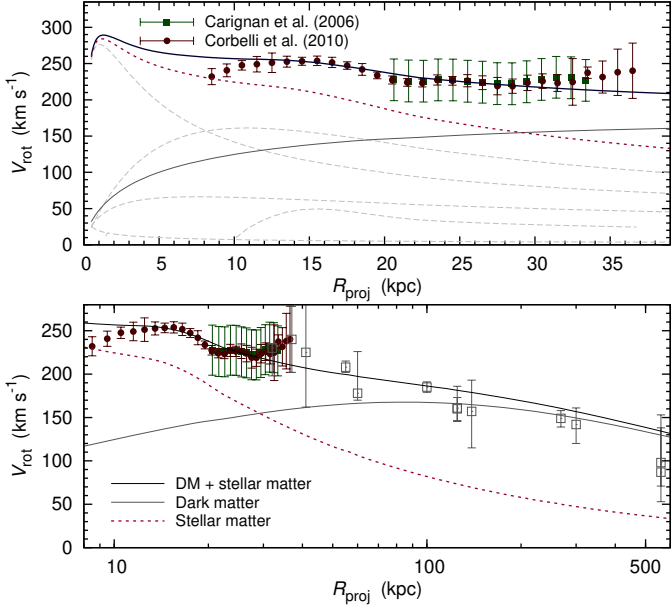 Carignan et al. (2006)
Corbelli et al. (2010)
300
250
200
150
100
50
0
V_rot (km s⁻¹)
0 5 10 15 20 25 30 35
R_proj (kpc)
250
200
150
100
50
0
V_rot (km s⁻¹)
DM + stellar matter
Dark matter
Stellar matter
10 100 500
R_proj (kpc)